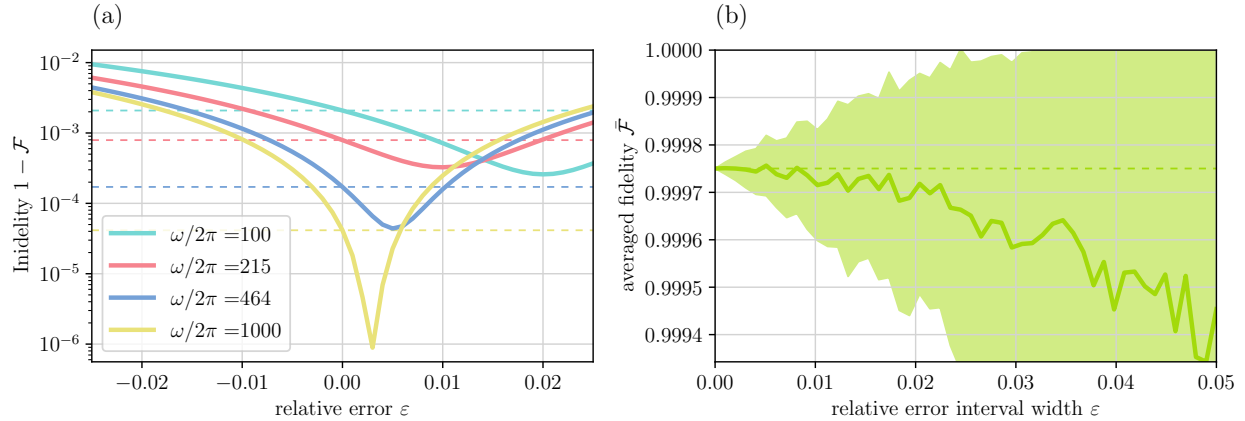 (a)
Inidelity 1 − 𝓕
10⁻²
10⁻³
10⁻⁴
10⁻⁵
10⁻⁶
ω/2π =100
ω/2π =215
ω/2π =464
ω/2π =1000
−0.02
−0.01
0.00
0.01
0.02
relative error ε
(b)
averaged fidelity 𝓕̄
1.0000
0.9999
0.9998
0.9997
0.9996
0.9995
0.9994
0.00
0.01
0.02
0.03
0.04
0.05
relative error interval width ε